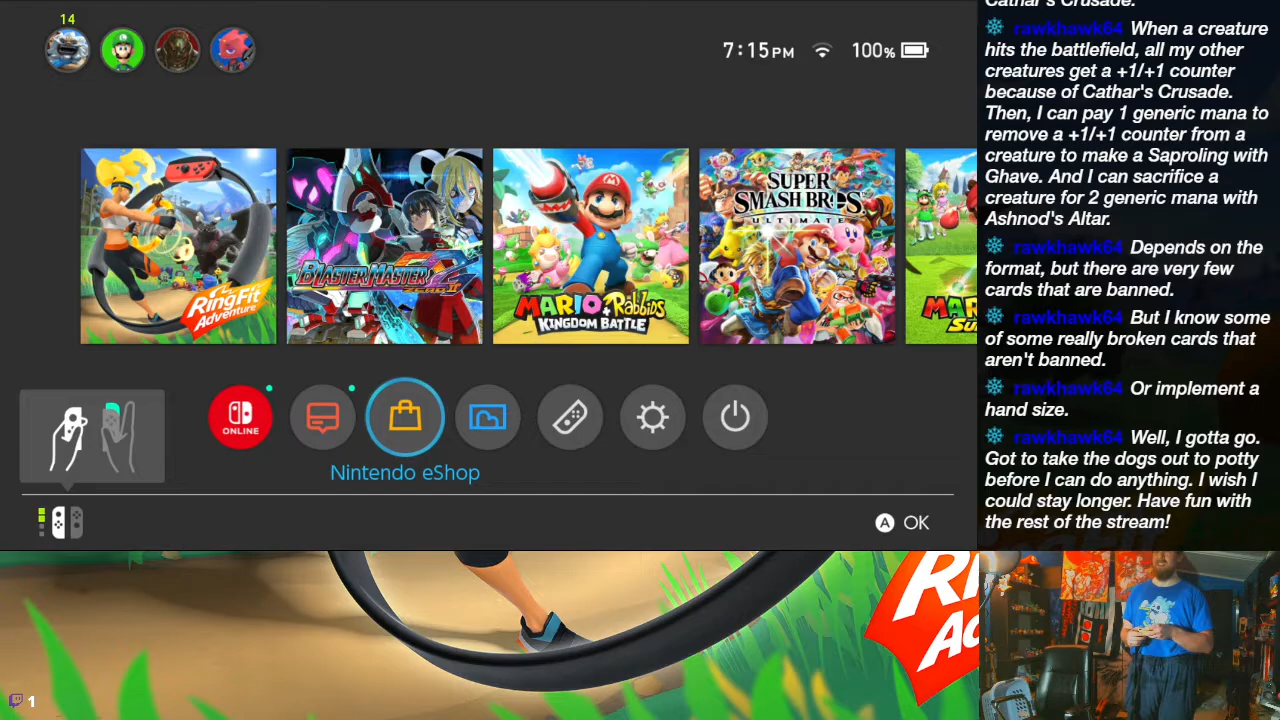 14
7:15 PM 100%
RingFit Adventure
BLASTER MASTER
MARIO + Rabbids
KINGDOM BATTLE
SUPER
SMASH BROS.
ULTIMATE
ONLINE
Nintendo eShop
A OK
Cathar's Crusade.
rawkhawk64 When a creature
hits the battlefield, all my other
creatures get a +1/+1 counter
because of Cathar's Crusade.
Then, I can pay 1 generic mana to
remove a +1/+1 counter from a
creature to make a Saproling with
Ghave. And I can sacrifice a
creature for 2 generic mana with
Ashnod's Altar.
rawkhawk64 Depends on the
format, but there are very few
cards that are banned.
rawkhawk64 But I know some
of some really broken cards that
aren't banned.
rawkhawk64 Or implement a
hand size.
rawkhawk64 Well, I gotta go.
Got to take the dogs out to potty
before I can do anything. I wish I
could stay longer. Have fun with
the rest of the stream!
1